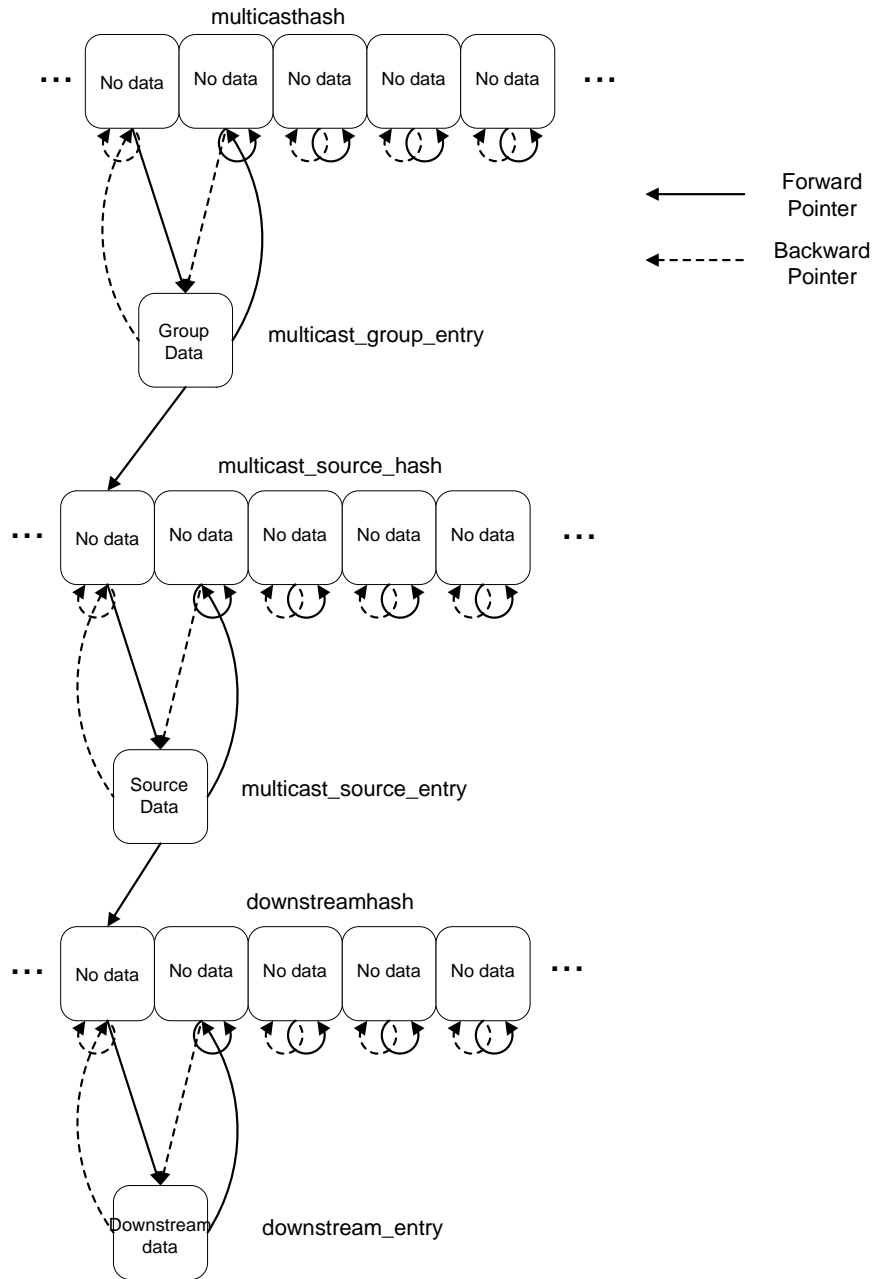 multicasthash
... No data No data No data No data No data ...
Forward
Pointer
Backward
Pointer
Group
Data
multicast_group_entry
multicast_source_hash
... No data No data No data No data No data ...
Source
Data
multicast_source_entry
downstreamhash
... No data No data No data No data No data ...
Downstream
data
downstream_entry